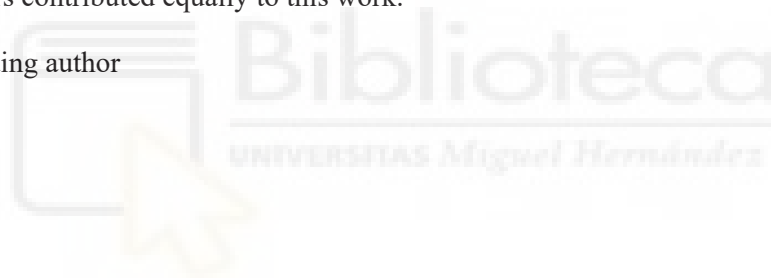 s contributed equally to this work.
ing author
Biblioteca
UNIVERSITAS Miguel Hernández